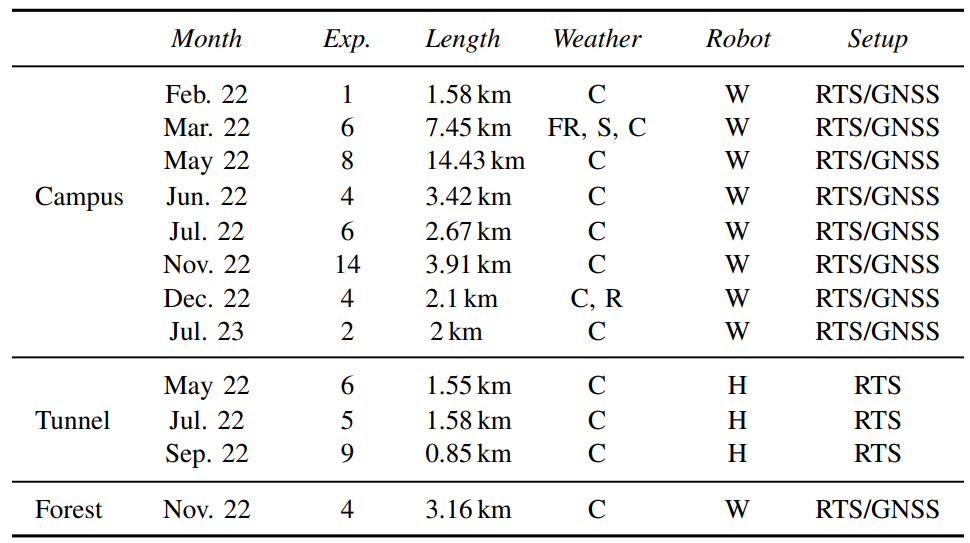 Month Exp. Length Weather Robot Setup
Feb. 22 1 1.58 km C W RTS/GNSS
Mar. 22 6 7.45 km FR, S, C W RTS/GNSS
May 22 8 14.43 km C W RTS/GNSS
Campus Jun. 22 4 3.42 km C W RTS/GNSS
Jul. 22 6 2.67 km C W RTS/GNSS
Nov. 22 14 3.91 km C W RTS/GNSS
Dec. 22 4 2.1 km C, R W RTS/GNSS
Jul. 23 2 2 km C W RTS/GNSS
May 22 6 1.55 km C H RTS
Tunnel Jul. 22 5 1.58 km C H RTS
Sep. 22 9 0.85 km C H RTS
Forest Nov. 22 4 3.16 km C W RTS/GNSS